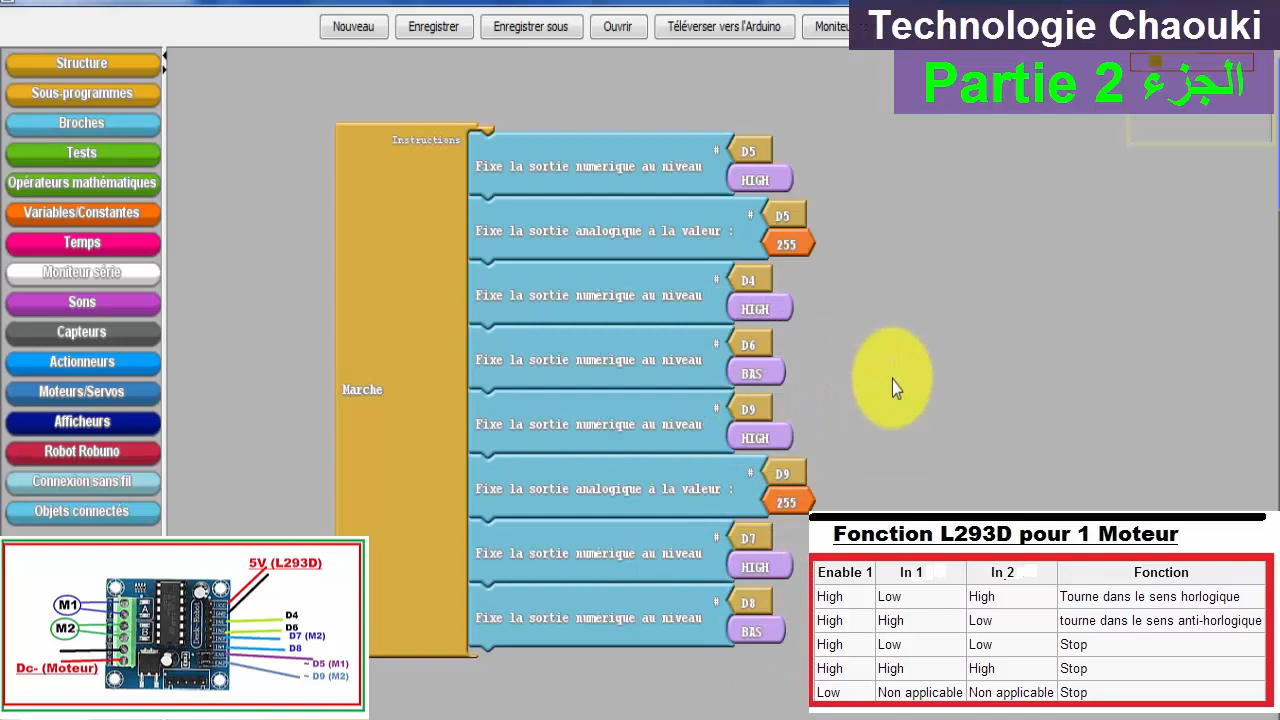 Nouveau
Enregistrer
Enregistrer sous
Ouvrir
Téléverser vers l'Arduino
Technologie Chaouki
Partie 2 الجزء
Structure
Sous-programmes
Broches
Tests
Opérateurs mathématiques
Variables/Constantes
Temps
Moniteur série
Sons
Capteurs
Actionneurs
Moteurs/Servos
Afficheurs
Robot Robuno
Connexion sans fil
Objets connectés
Marche
Instructions
Fixe la sortie numérique au niveau
# D5
HIGH
Fixe la sortie analogique à la valeur :
# D5
255
Fixe la sortie numérique au niveau
# D4
HIGH
Fixe la sortie numérique au niveau
# D6
BAS
Fixe la sortie numérique au niveau
# D9
HIGH
Fixe la sortie analogique à la valeur :
# D9
255
Fixe la sortie numérique au niveau
# D7
HIGH
Fixe la sortie numérique au niveau
# D8
BAS
5V (L293D)
M1
M2
Dc- (Moteur)
A
B
D4
D6
D7 (M2)
D8
~ D5 (M1)
~ D9 (M2)
Fonction L293D pour 1 Moteur
Enable 1 In 1 In 2 Fonction
High Low High Tourne dans le sens horlogique
High High Low tourne dans le sens anti-horlogique
High Low Low Stop
High High High Stop
Low Non applicable Non applicable Stop